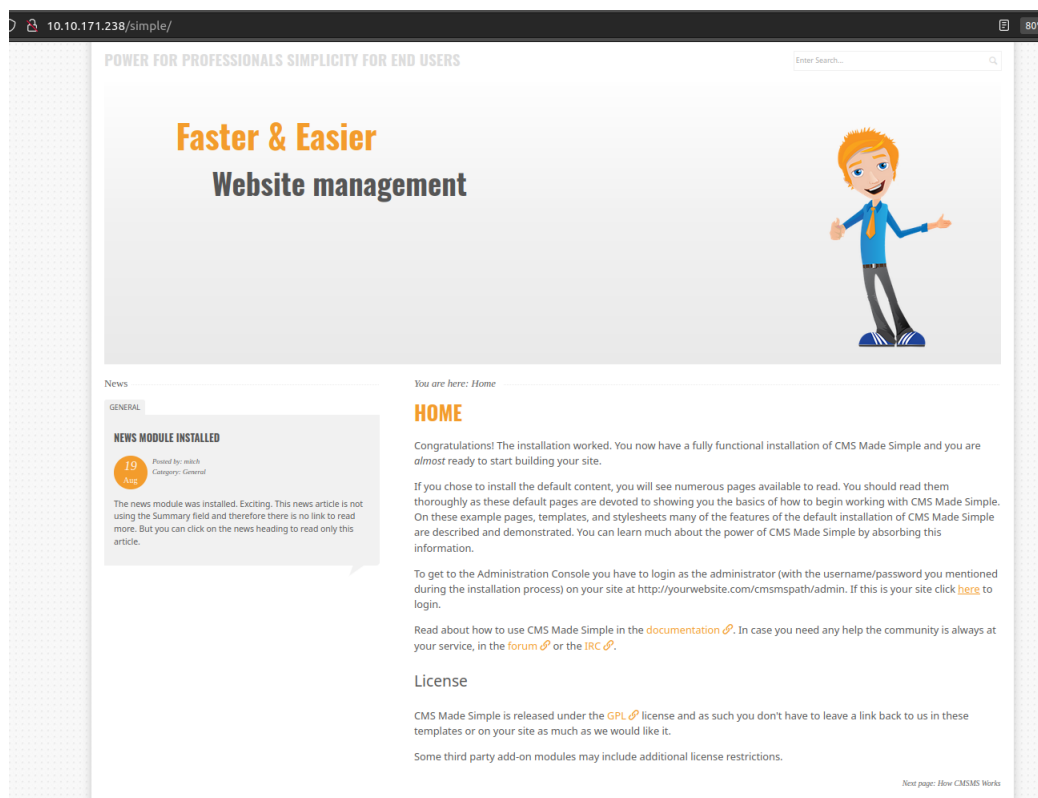 10.10.171.238/simple/
80%
POWER FOR PROFESSIONALS SIMPLICITY FOR END USERS
Enter Search...
Faster & Easier
Website management
News
GENERAL
NEWS MODULE INSTALLED
19
Aug
Posted by: mitch
Category: General
The news module was installed. Exciting. This news article is not
using the Summary field and therefore there is no link to read
more. But you can click on the news heading to read only this
article.
You are here: Home
HOME
Congratulations! The installation worked. You now have a fully functional installation of CMS Made Simple and you are
almost ready to start building your site.
If you chose to install the default content, you will see numerous pages available to read. You should read them
thoroughly as these default pages are devoted to showing you the basics of how to begin working with CMS Made Simple.
On these example pages, templates, and stylesheets many of the features of the default installation of CMS Made Simple
are described and demonstrated. You can learn much about the power of CMS Made Simple by absorbing this
information.
To get to the Administration Console you have to login as the administrator (with the username/password you mentioned
during the installation process) on your site at http://yourwebsite.com/cmsmspath/admin. If this is your site click here to
login.
Read about how to use CMS Made Simple in the documentation. In case you need any help the community is always at
your service, in the forum or the IRC.
License
CMS Made Simple is released under the GPL license and as such you don't have to leave a link back to us in these
templates or on your site as much as we would like it.
Some third party add-on modules may include additional license restrictions.
Next page: How CMSMS Works